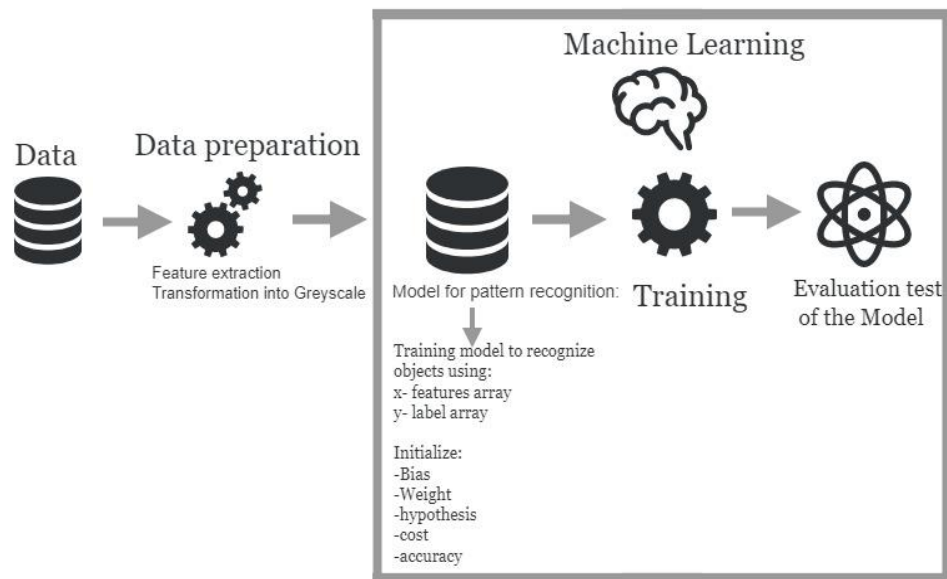 Machine Learning
Data
Data preparation
Feature extraction
Transformation into Greyscale
Model for pattern recognition:
Training model to recognize
objects using:
x- features array
y- label array
Initialize:
-Bias
-Weight
-hypothesis
-cost
-accuracy
Training
Evaluation test
of the Model